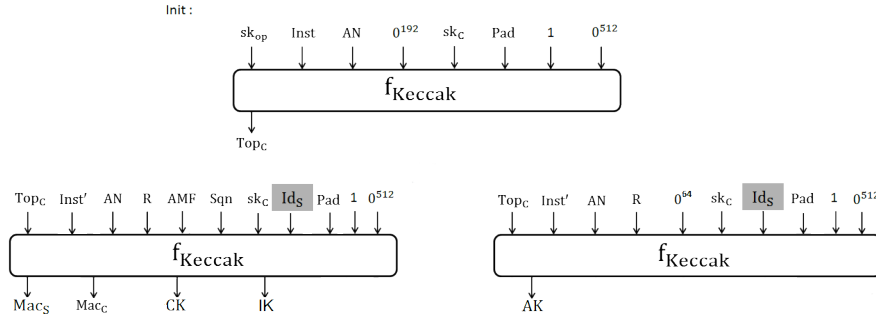 Init :
sk_op Inst AN 0^192 sk_C Pad 1 0^512
f_Keccak
Top_C
Top_C Inst′ AN R AMF Sqn sk_C Id_S Pad 1 0^512
f_Keccak
Mac_S Mac_C CK IK
Top_C Inst′ AN R 0^64 sk_C Id_S Pad 1 0^512
f_Keccak
AK